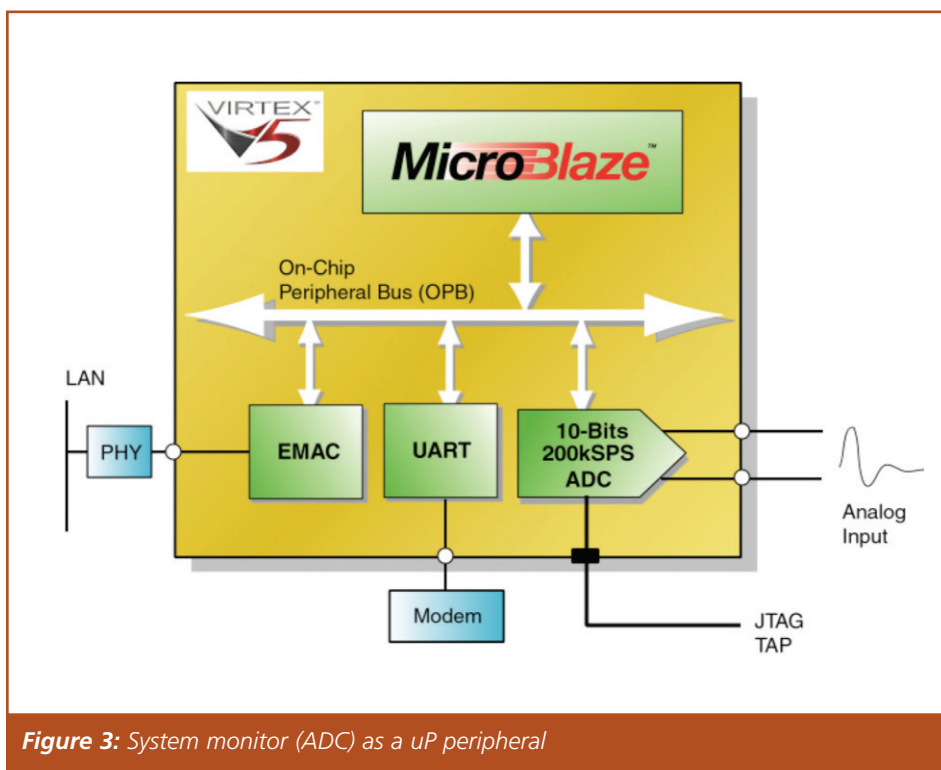 VIRTEX®
5
MicroBlaze™
On-Chip
Peripheral Bus (OPB)
LAN
PHY
EMAC
UART
10-Bits
200kSPS
ADC
Analog
Input
Modem
JTAG
TAP
Figure 3: System monitor (ADC) as a uP peripheral